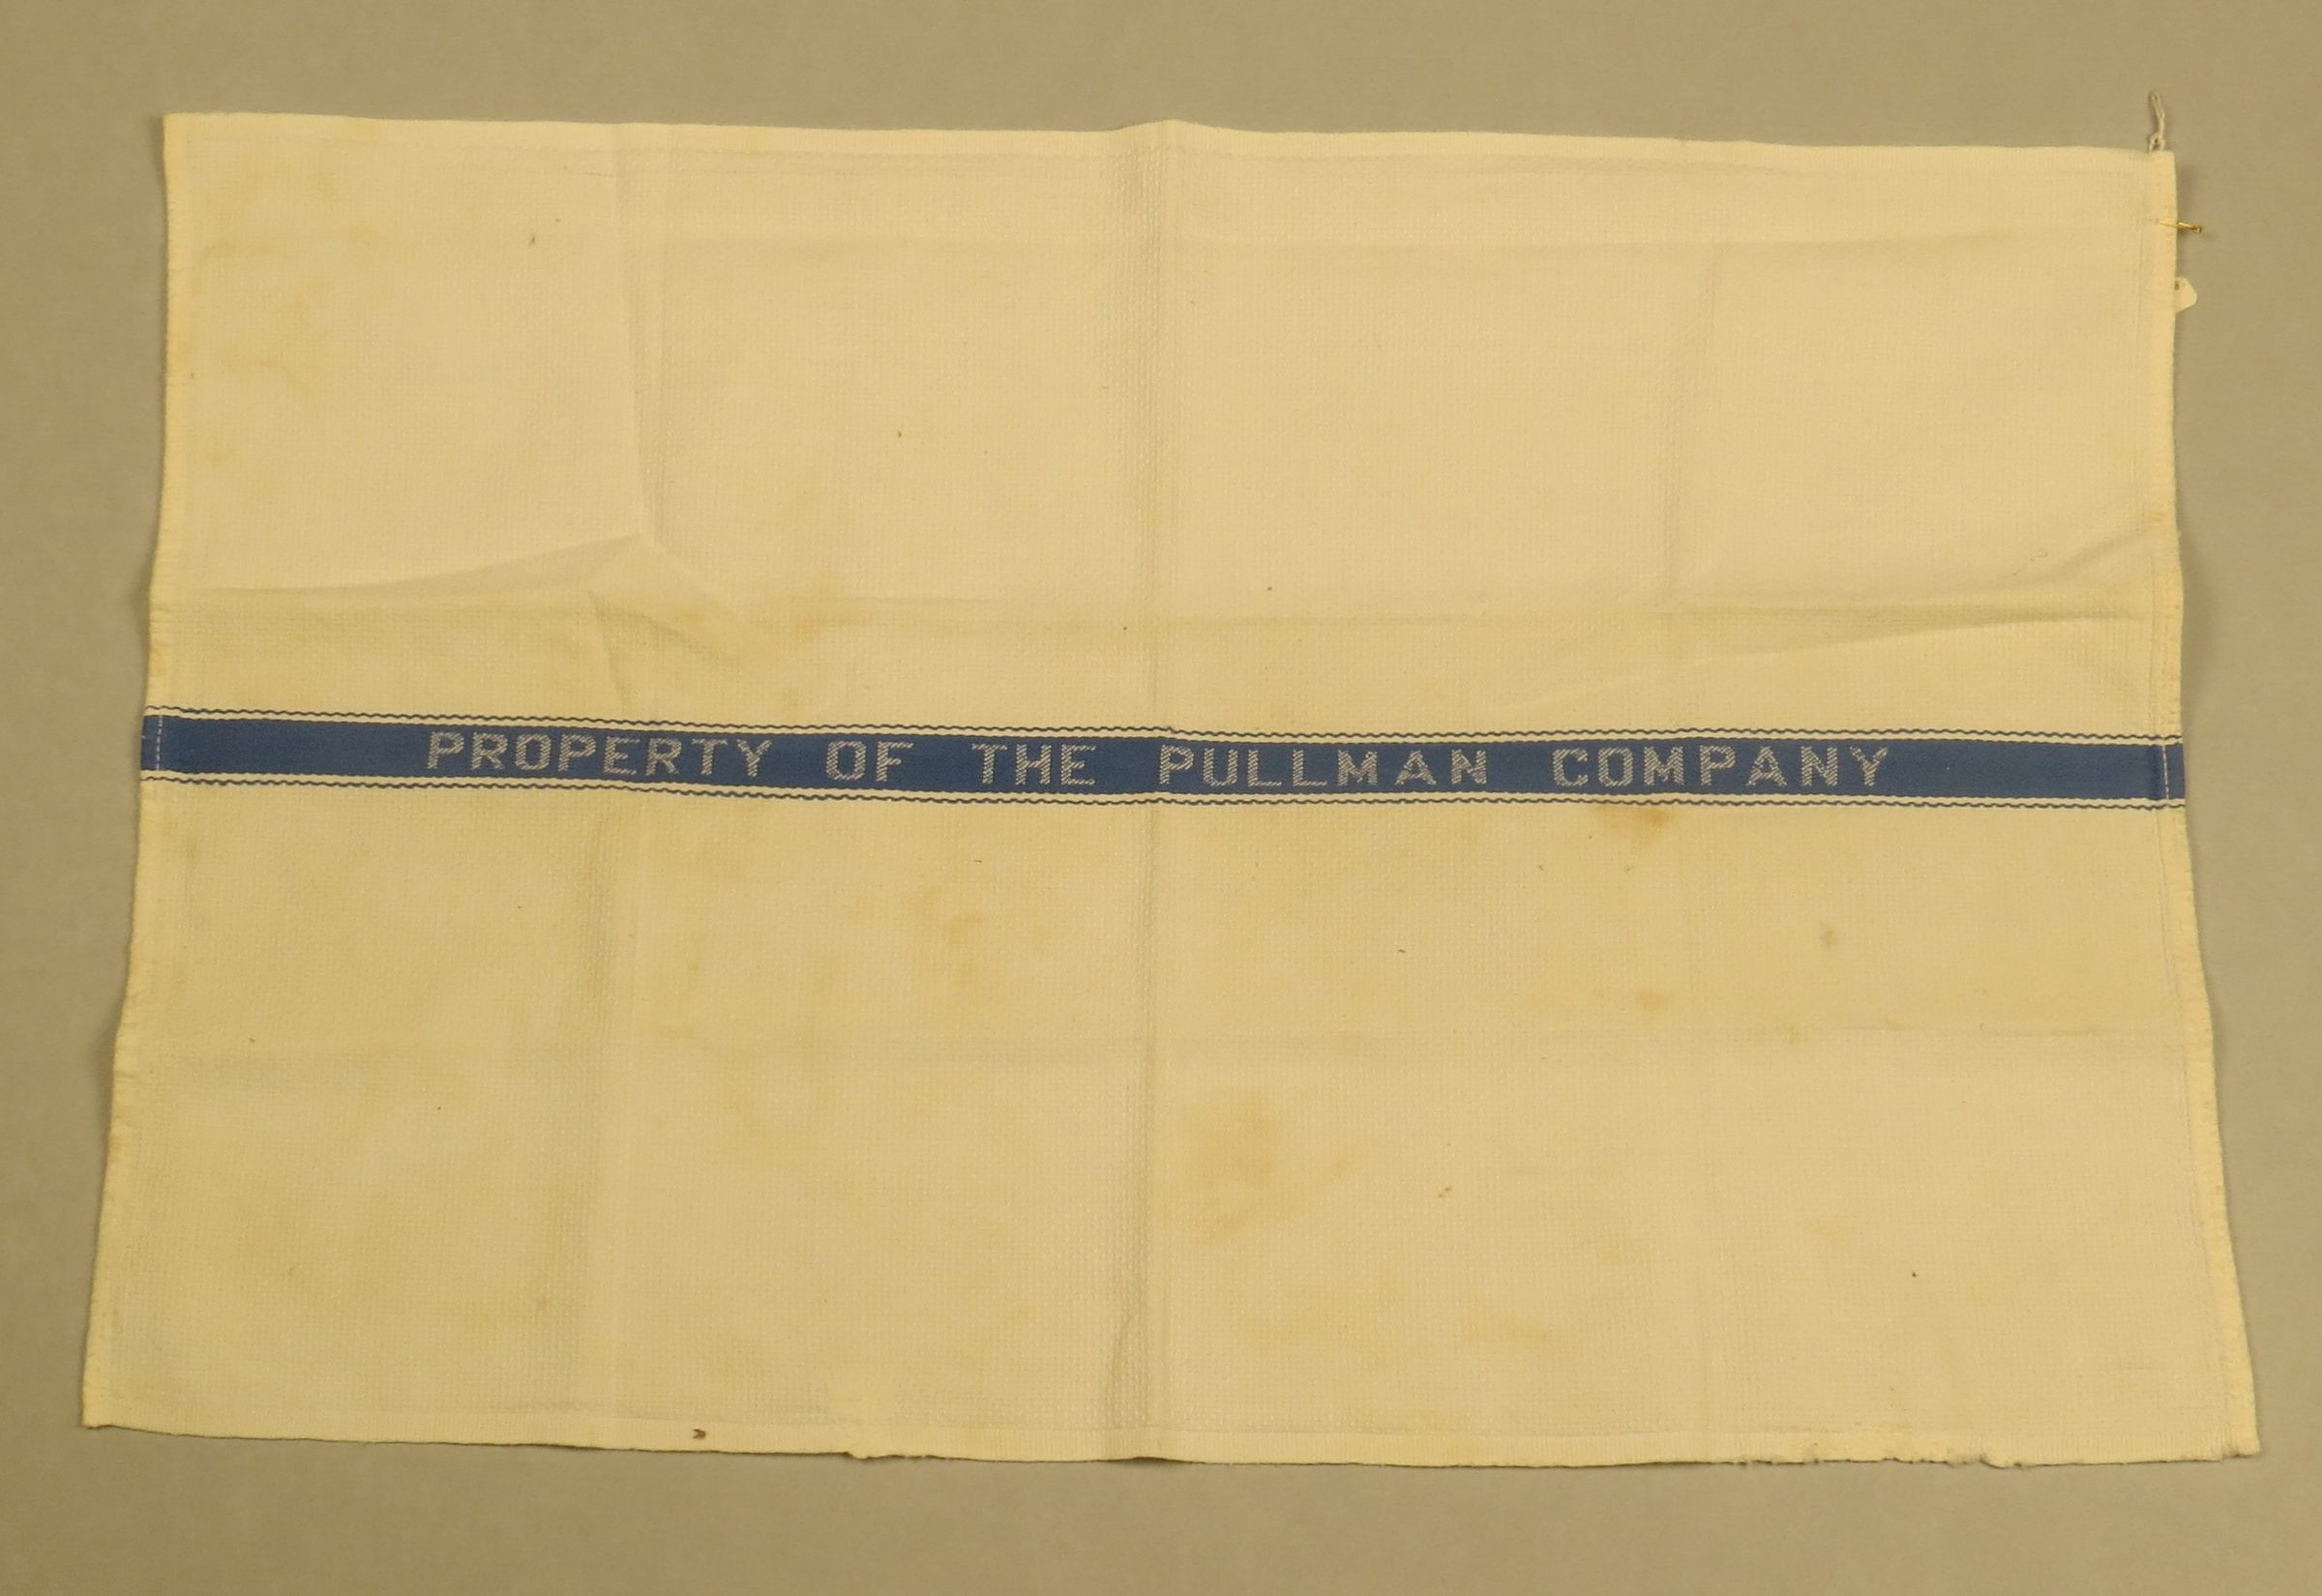 PROPERTY OF THE PULLMAN COMPANY